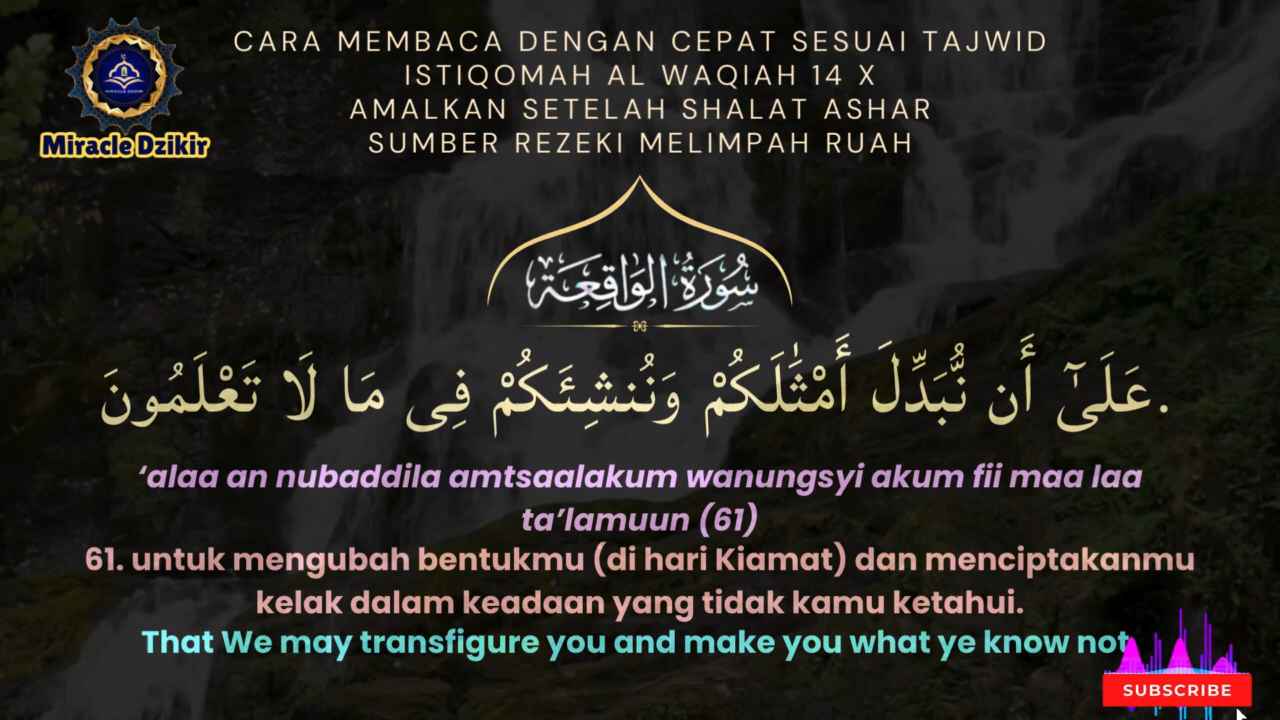 CARA MEMBACA DENGAN CEPAT SESUAI TAJWID
ISTIQOMAH AL WAQIAH 14 X
AMALKAN SETELAH SHALAT ASHAR
SUMBER REZEKI MELIMPAH RUAH
MIRACLE DZIKIR
Miracle Dzikir
سُورَةُ الوَاقِعَة
عَلَىٰٓ أَن نُّبَدِّلَ أَمْثَٰلَكُمْ وَنُنشِئَكُمْ فِى مَا لَا تَعْلَمُونَ.
‘alaa an nubaddila amtsaalakum wanungsyi akum fii maa laa
ta’lamuun (61)
61. untuk mengubah bentukmu (di hari Kiamat) dan menciptakanmu
kelak dalam keadaan yang tidak kamu ketahui.
That We may transfigure you and make you what ye know not
SUBSCRIBE